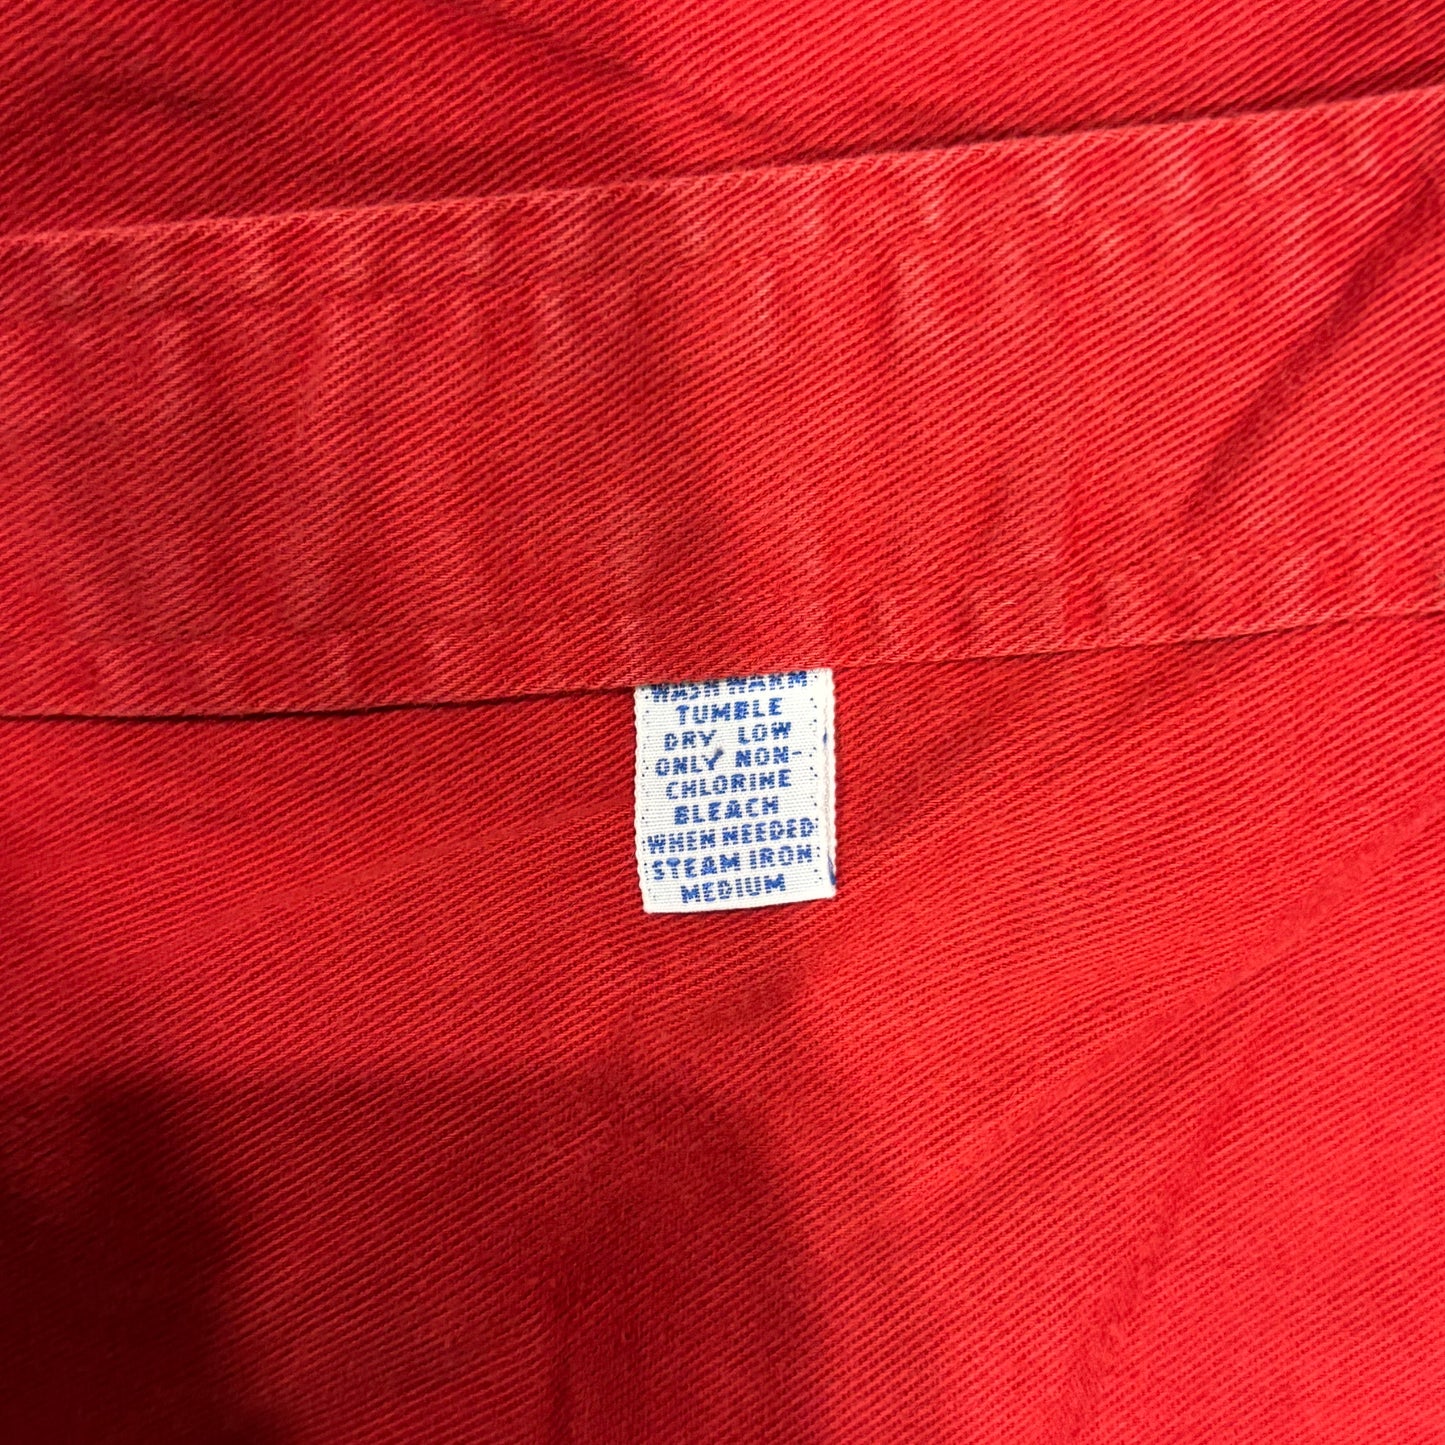 WASH WARM
TUMBLE
DRY LOW
ONLY NON-
CHLORINE
BLEACH
WHEN NEEDED
STEAM IRON
MEDIUM